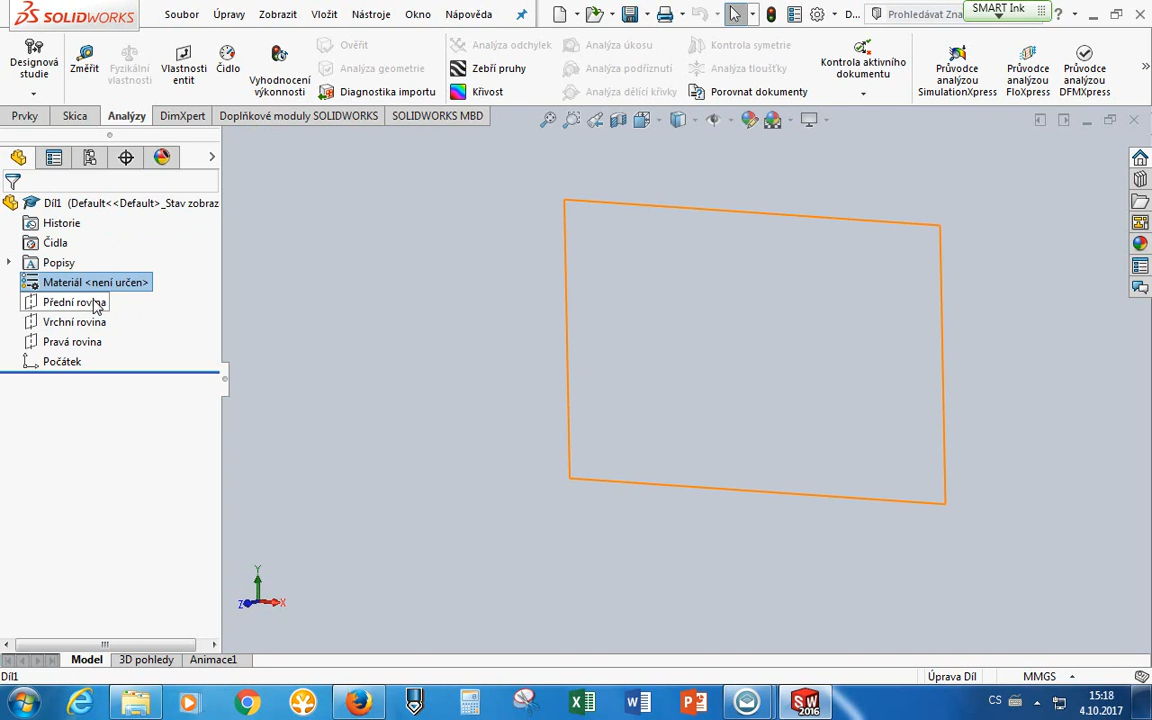 SOLIDWORKS
Soubor Úpravy Zobrazit Vložit Nástroje Okno Nápověda
D... Prohledávat Zna
SMART Ink
Designová studie
Změřit
Fyzikální vlastnosti
Vlastnosti entit
Čidlo
Vyhodnocení výkonnosti
Ověřit
Analýza geometrie
Diagnostika importu
Analýza odchylek
Zebří pruhy
Křivost
Analýza úkosu
Analýza podříznutí
Analýza dělící křivky
Kontrola symetrie
Analýza tloušťky
Porovnat dokumenty
Kontrola aktivního dokumentu
Průvodce analýzou SimulationXpress
Průvodce analýzou FloXpress
Průvodce analýzou DFMXpress
Prvky Skica Analýzy DimXpert Doplňkové moduly SOLIDWORKS SOLIDWORKS MBD
Díl1 (Default<<Default>_Stav zobraz
Historie
Čidla
Popisy
Materiál <není určen>
Přední rovina
Vrchní rovina
Pravá rovina
Počátek
Y
Z X
Model 3D pohledy Animace1
Díl1 Úprava Díl MMGS
CS 15:18
4.10.2017
SW
2016